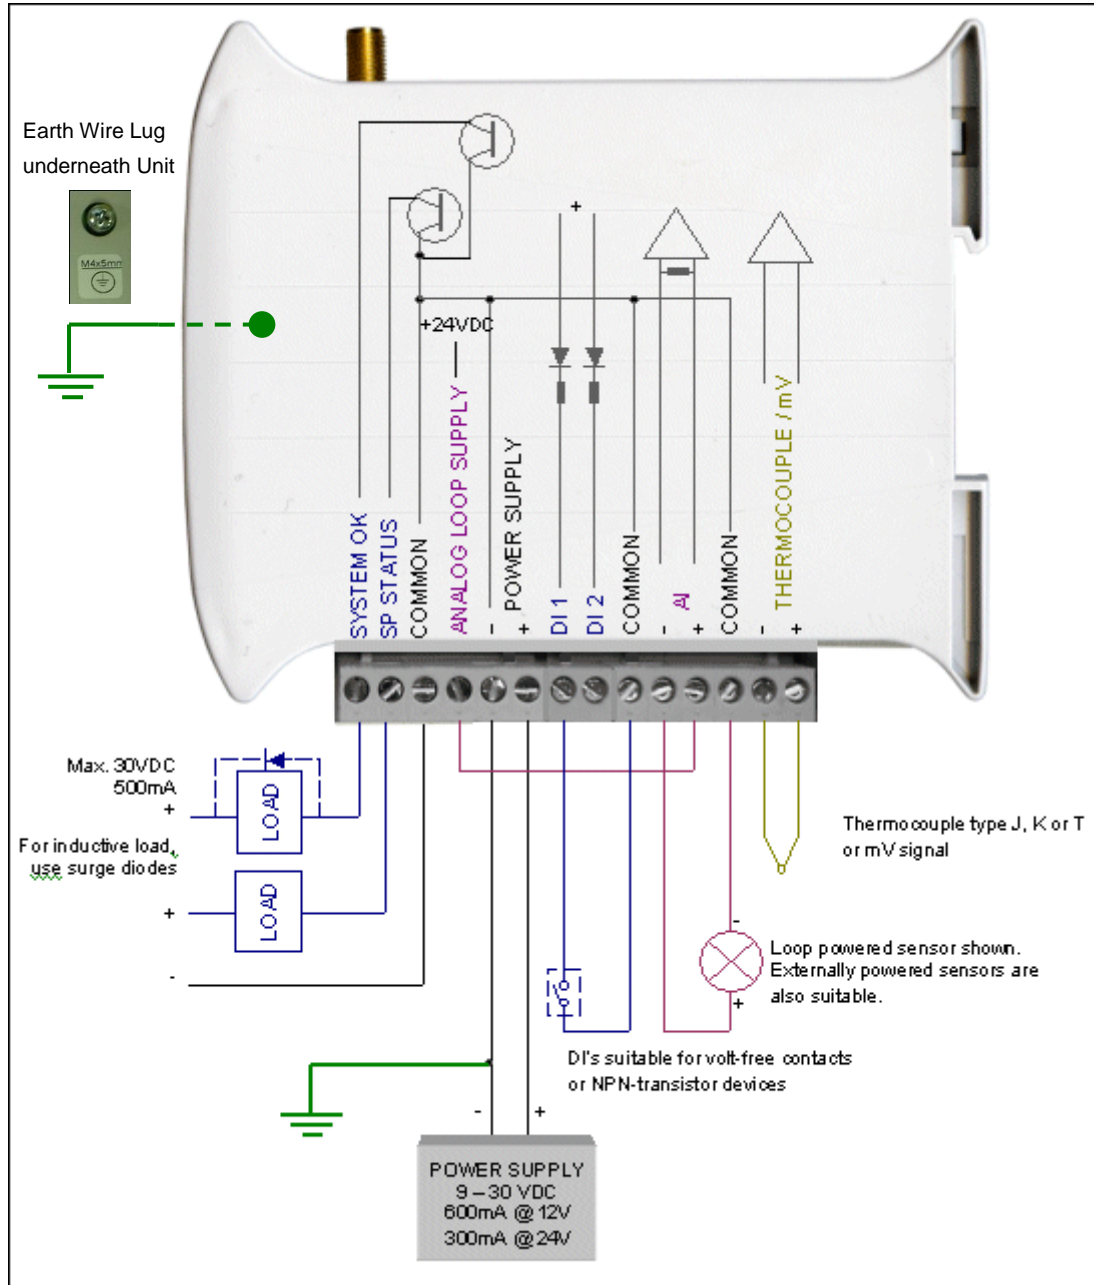 Earth Wire Lug
underneath Unit
M4x5mm
+
+24VDC
SYSTEM OK
SP STATUS
COMMON
ANALOG LOOP SUPPLY
-
+
POWER SUPPLY
DI 1
DI 2
COMMON
-
+
AI
COMMON
-
+
THERMOCOUPLE / mV
Max. 30VDC
500mA
+
LOAD
For inductive load,
use surge diodes
+
LOAD
-
Thermocouple type J, K or T
or mV signal
-
Loop powered sensor shown.
Externally powered sensors are
also suitable.
+
DI's suitable for volt-free contacts
or NPN-transistor devices
-
+
POWER SUPPLY
9 – 30 VDC
600mA @ 12V
300mA @ 24V